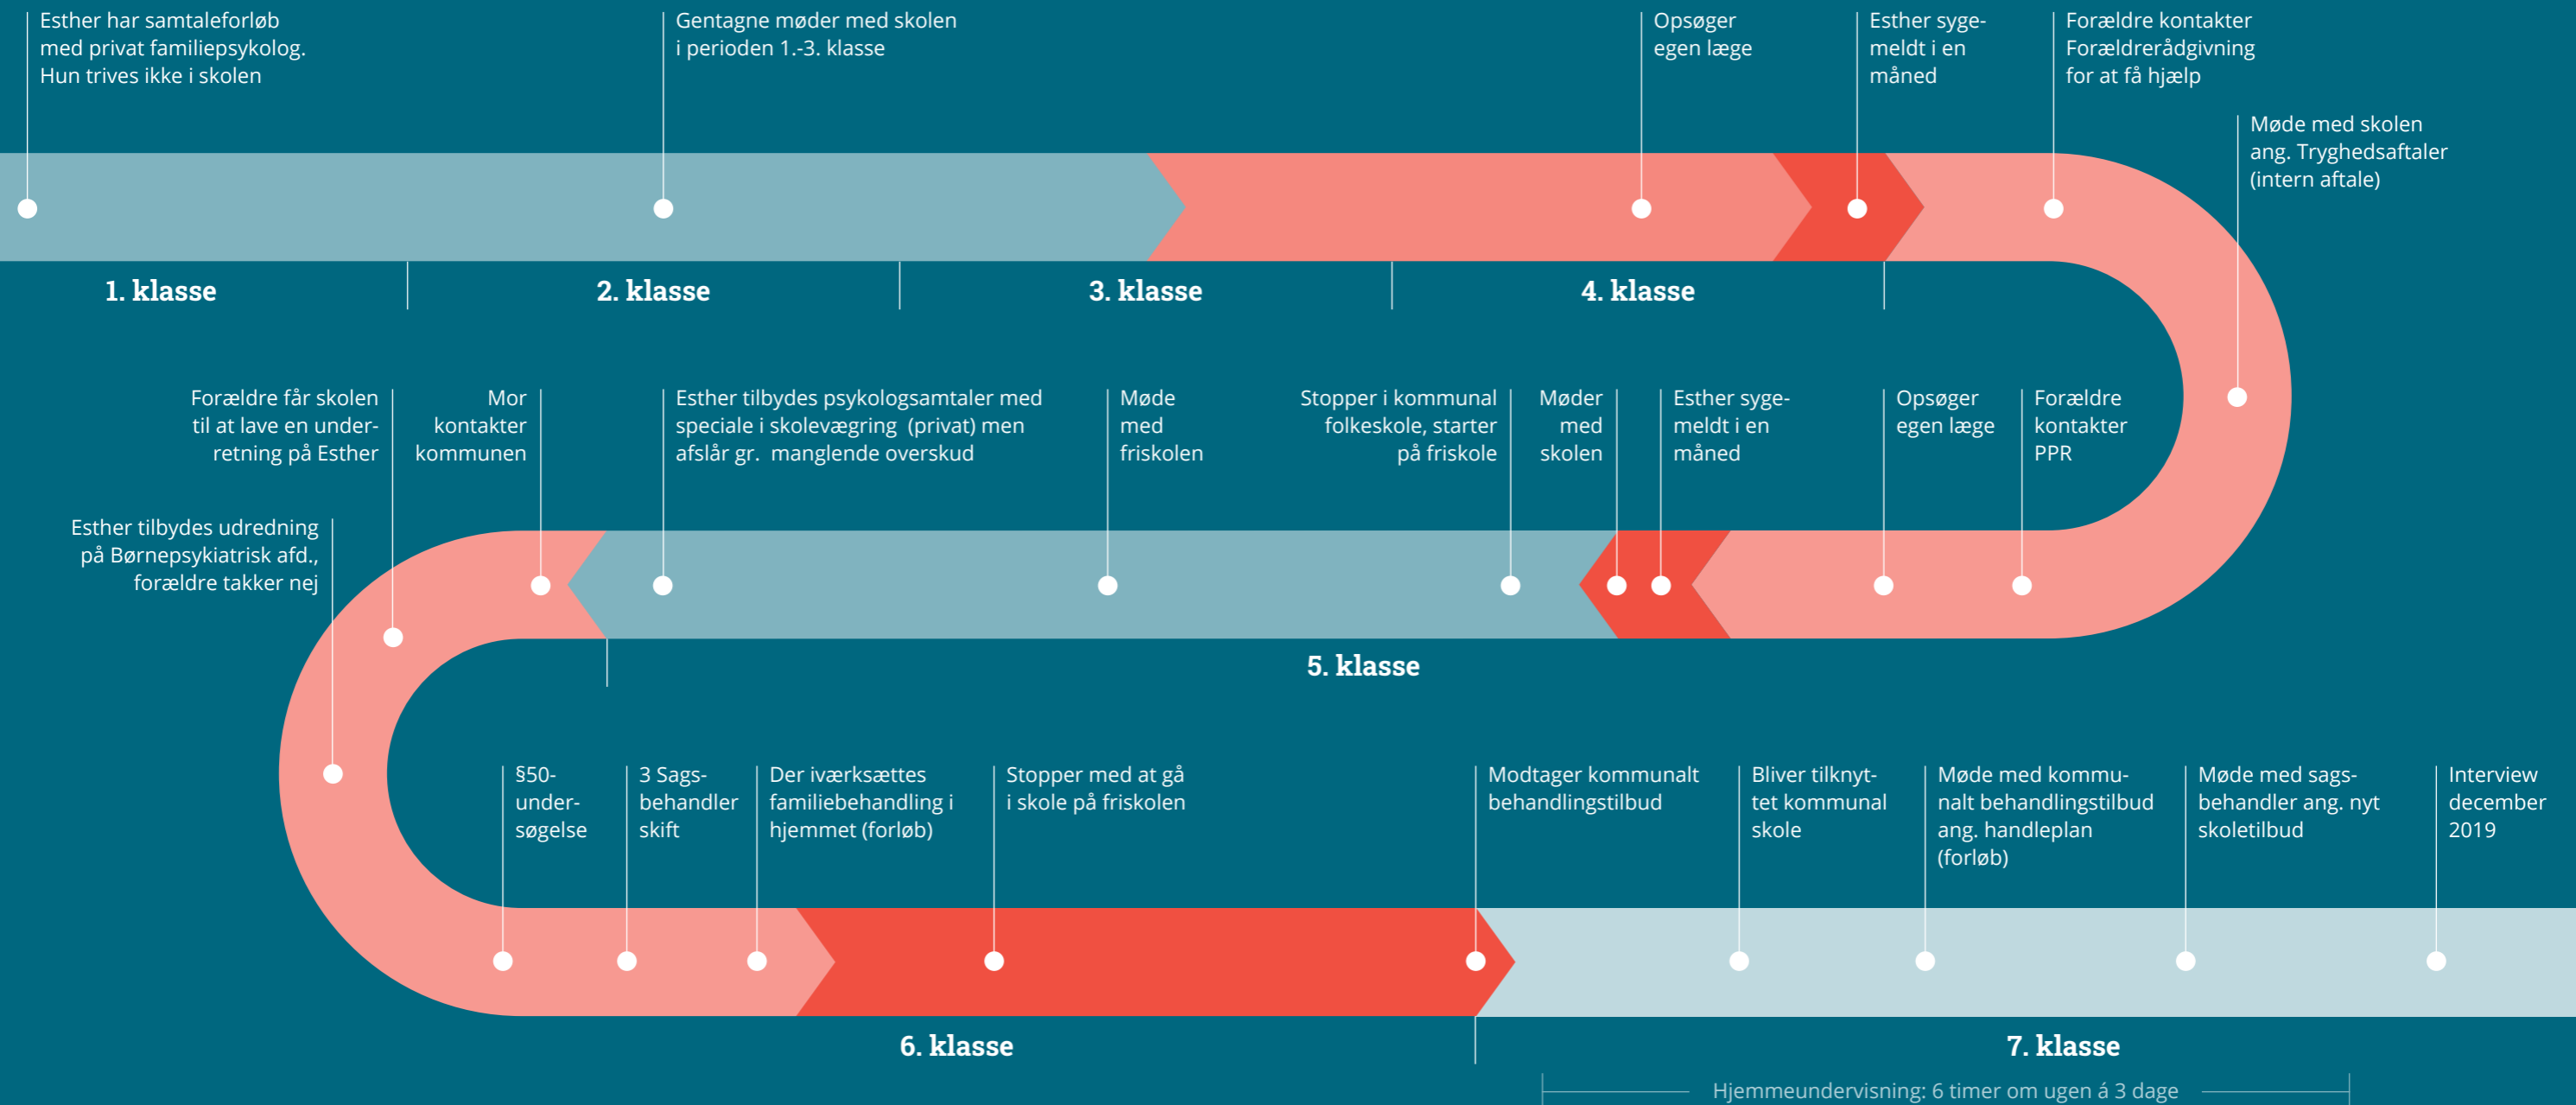 Esther har samtaleforløb
med privat familiepsykolog.
Hun trives ikke i skolen
Gentagne møder med skolen
i perioden 1.-3. klasse
Opsøger
egen læge
Esther syge-
meldt i en
måned
Forældre kontakter
Forældrerådgivning
for at få hjælp
Møde med skolen
ang. Tryghedsaftaler
(intern aftale)
1. klasse
2. klasse
3. klasse
4. klasse
Forældre får skolen
til at lave en under-
retning på Esther
Mor
kontakter
kommunen
Esther tilbydes psykologsamtaler med
speciale i skolevægring (privat) men
afslår gr. manglende overskud
Møde
med
friskolen
Stopper i kommunal
folkeskole, starter
på friskole
Møder
med
skolen
Esther syge-
meldt i en
måned
Opsøger
egen læge
Forældre
kontakter
PPR
Esther tilbydes udredning
på Børnepsykiatrisk afd.,
forældre takker nej
5. klasse
§50-
under-
søgelse
3 Sags-
behandler
skift
Der iværksættes
familiebehandling i
hjemmet (forløb)
Stopper med at gå
i skole på friskolen
Modtager kommunalt
behandlingstilbud
Bliver tilknyt-
tet kommunal
skole
Møde med kommu-
nalt behandlingstilbud
ang. handleplan
(forløb)
Møde med sags-
behandler ang. nyt
skoletilbud
Interview
december
2019
6. klasse
7. klasse
Hjemmeundervisning: 6 timer om ugen á 3 dage